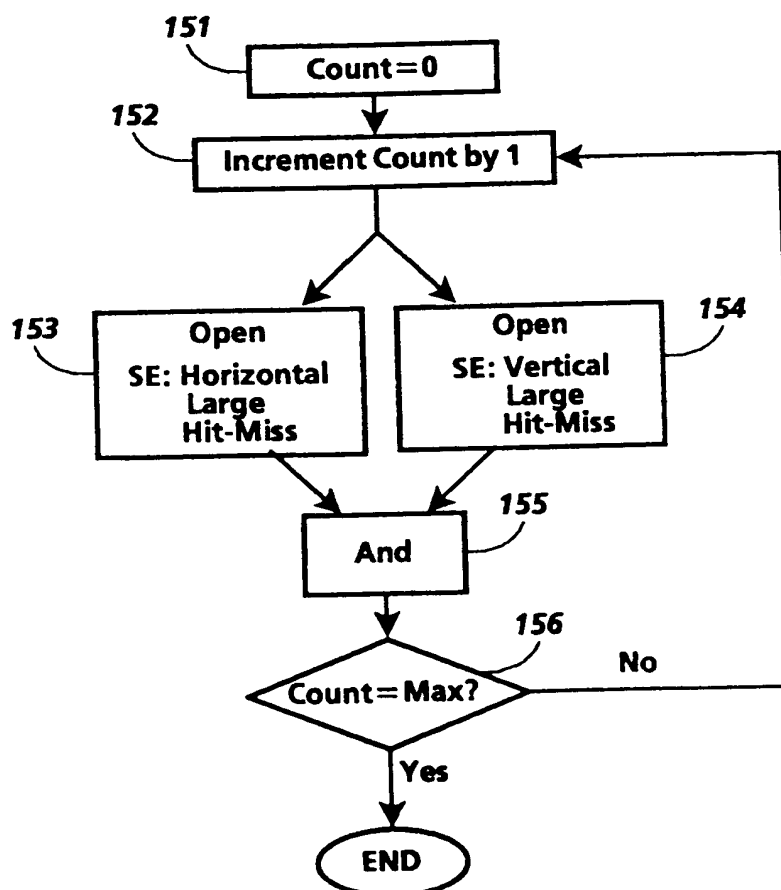 151
Count=0
152
Increment Count by 1
153
Open
SE: Horizontal
Large
Hit-Miss
154
Open
SE: Vertical
Large
Hit-Miss
155
And
156
Count=Max?
No
Yes
END